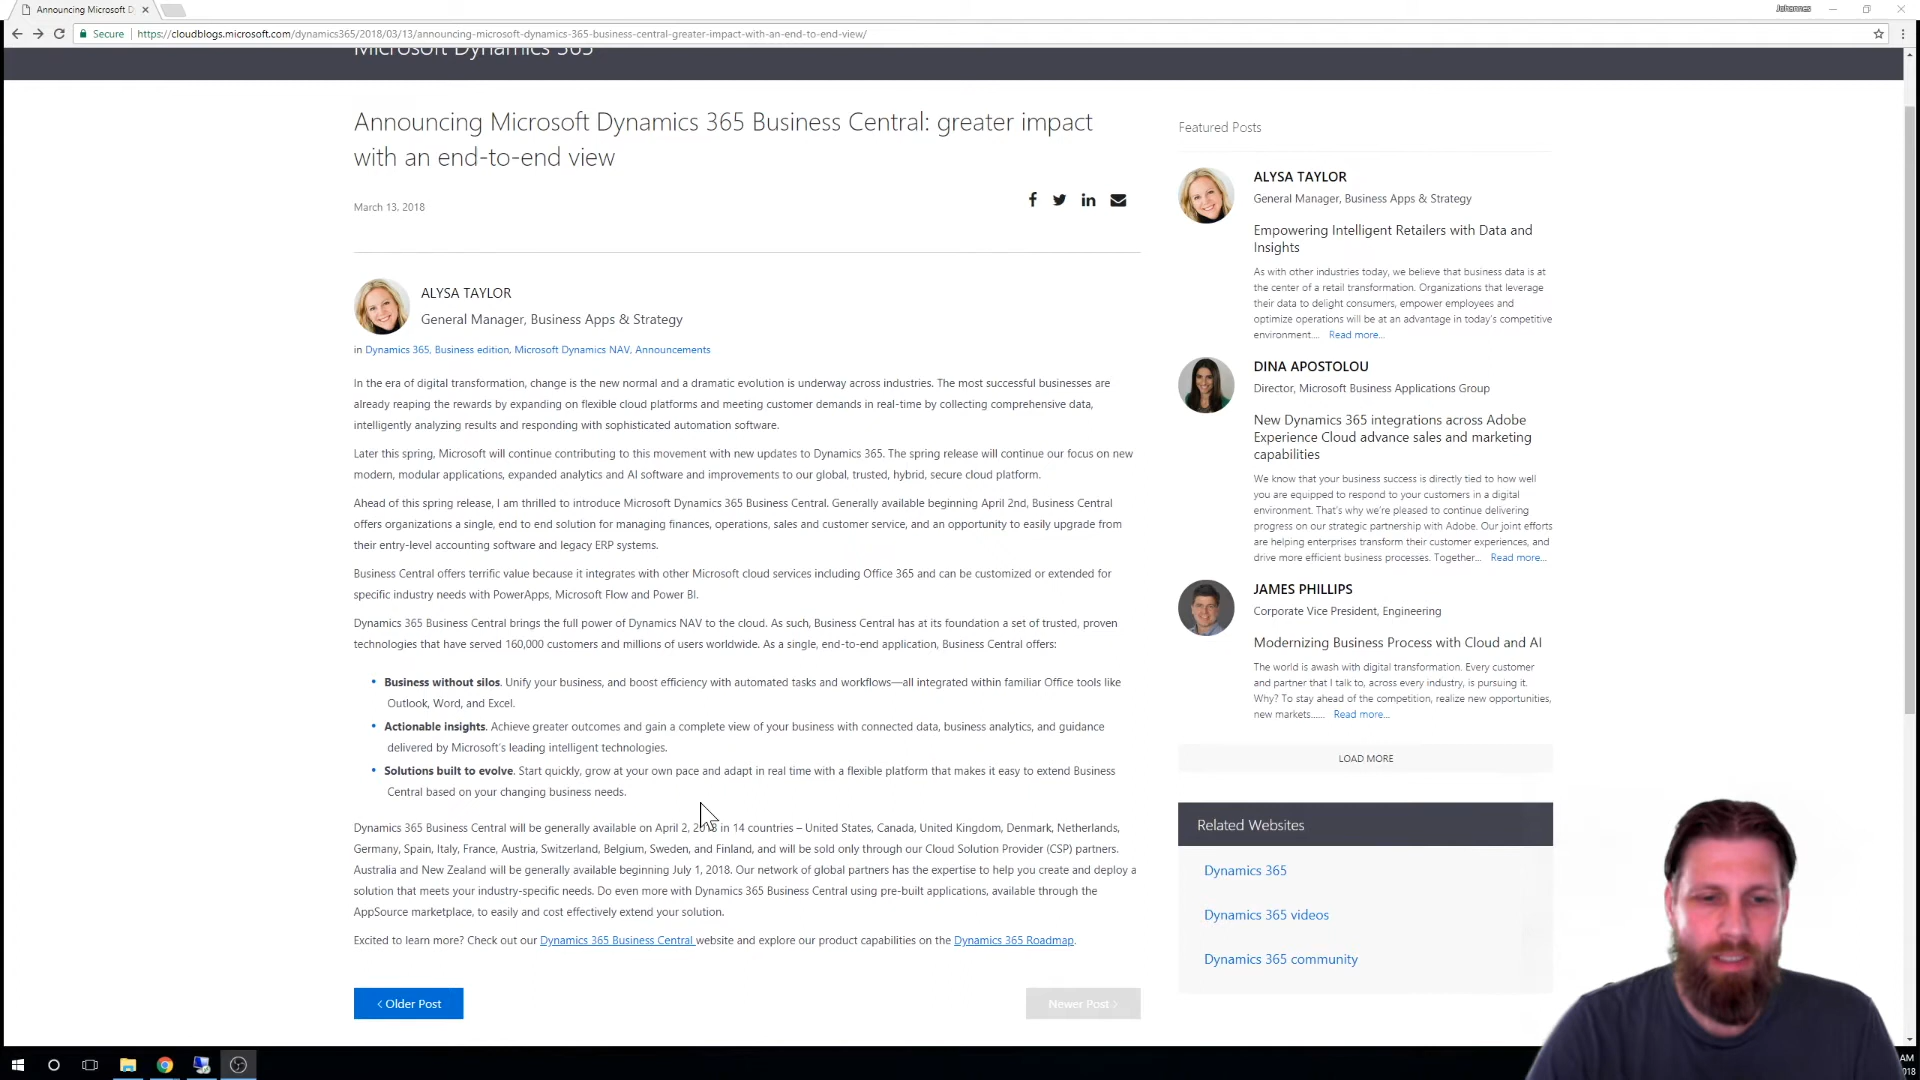 Announcing Microsoft D
Johannes
Secure
https://cloudblogs.microsoft.com/dynamics365/2018/03/13/announcing-microsoft-dynamics-365-business-central-greater-impact-with-an-end-to-end-view/
Microsoft Dynamics 365
Announcing Microsoft Dynamics 365 Business Central: greater impact
with an end-to-end view
March 13, 2018
ALYSA TAYLOR
General Manager, Business Apps & Strategy
in Dynamics 365, Business edition, Microsoft Dynamics NAV, Announcements
In the era of digital transformation, change is the new normal and a dramatic evolution is underway across industries. The most successful businesses are
already reaping the rewards by expanding on flexible cloud platforms and meeting customer demands in real-time by collecting comprehensive data,
intelligently analyzing results and responding with sophisticated automation software.
Later this spring, Microsoft will continue contributing to this movement with new updates to Dynamics 365. The spring release will continue our focus on new
modern, modular applications, expanded analytics and AI software and improvements to our global, trusted, hybrid, secure cloud platform.
Ahead of this spring release, I am thrilled to introduce Microsoft Dynamics 365 Business Central. Generally available beginning April 2nd, Business Central
offers organizations a single, end to end solution for managing finances, operations, sales and customer service, and an opportunity to easily upgrade from
their entry-level accounting software and legacy ERP systems.
Business Central offers terrific value because it integrates with other Microsoft cloud services including Office 365 and can be customized or extended for
specific industry needs with PowerApps, Microsoft Flow and Power BI.
Dynamics 365 Business Central brings the full power of Dynamics NAV to the cloud. As such, Business Central has at its foundation a set of trusted, proven
technologies that have served 160,000 customers and millions of users worldwide. As a single, end-to-end application, Business Central offers:
• Business without silos. Unify your business, and boost efficiency with automated tasks and workflows—all integrated within familiar Office tools like
Outlook, Word, and Excel.
• Actionable insights. Achieve greater outcomes and gain a complete view of your business with connected data, business analytics, and guidance
delivered by Microsoft's leading intelligent technologies.
• Solutions built to evolve. Start quickly, grow at your own pace and adapt in real time with a flexible platform that makes it easy to extend Business
Central based on your changing business needs.
Dynamics 365 Business Central will be generally available on April 2, 2018 in 14 countries – United States, Canada, United Kingdom, Denmark, Netherlands,
Germany, Spain, Italy, France, Austria, Switzerland, Belgium, Sweden, and Finland, and will be sold only through our Cloud Solution Provider (CSP) partners.
Australia and New Zealand will be generally available beginning July 1, 2018. Our network of global partners has the expertise to help you create and deploy a
solution that meets your industry-specific needs. Do even more with Dynamics 365 Business Central using pre-built applications, available through the
AppSource marketplace, to easily and cost effectively extend your solution.
Excited to learn more? Check out our Dynamics 365 Business Central website and explore our product capabilities on the Dynamics 365 Roadmap.
< Older Post
Newer Post >
Featured Posts
ALYSA TAYLOR
General Manager, Business Apps & Strategy
Empowering Intelligent Retailers with Data and
Insights
As with other industries today, we believe that business data is at
the center of a retail transformation. Organizations that leverage
their data to delight consumers, empower employees and
optimize operations will be at an advantage in today's competitive
environment.... Read more...
DINA APOSTOLOU
Director, Microsoft Business Applications Group
New Dynamics 365 integrations across Adobe
Experience Cloud advance sales and marketing
capabilities
We know that your business success is directly tied to how well
you are equipped to respond to your customers in a digital
environment. That's why we're pleased to continue delivering
progress on our strategic partnership with Adobe. Our joint efforts
are helping enterprises transform their customer experiences, and
drive more efficient business processes. Together... Read more...
JAMES PHILLIPS
Corporate Vice President, Engineering
Modernizing Business Process with Cloud and AI
The world is awash with digital transformation. Every customer
and partner that I talk to, across every industry, is pursuing it.
Why? To stay ahead of the competition, realize new opportunities,
new markets...... Read more...
LOAD MORE
Related Websites
Dynamics 365
Dynamics 365 videos
Dynamics 365 community
AM
018